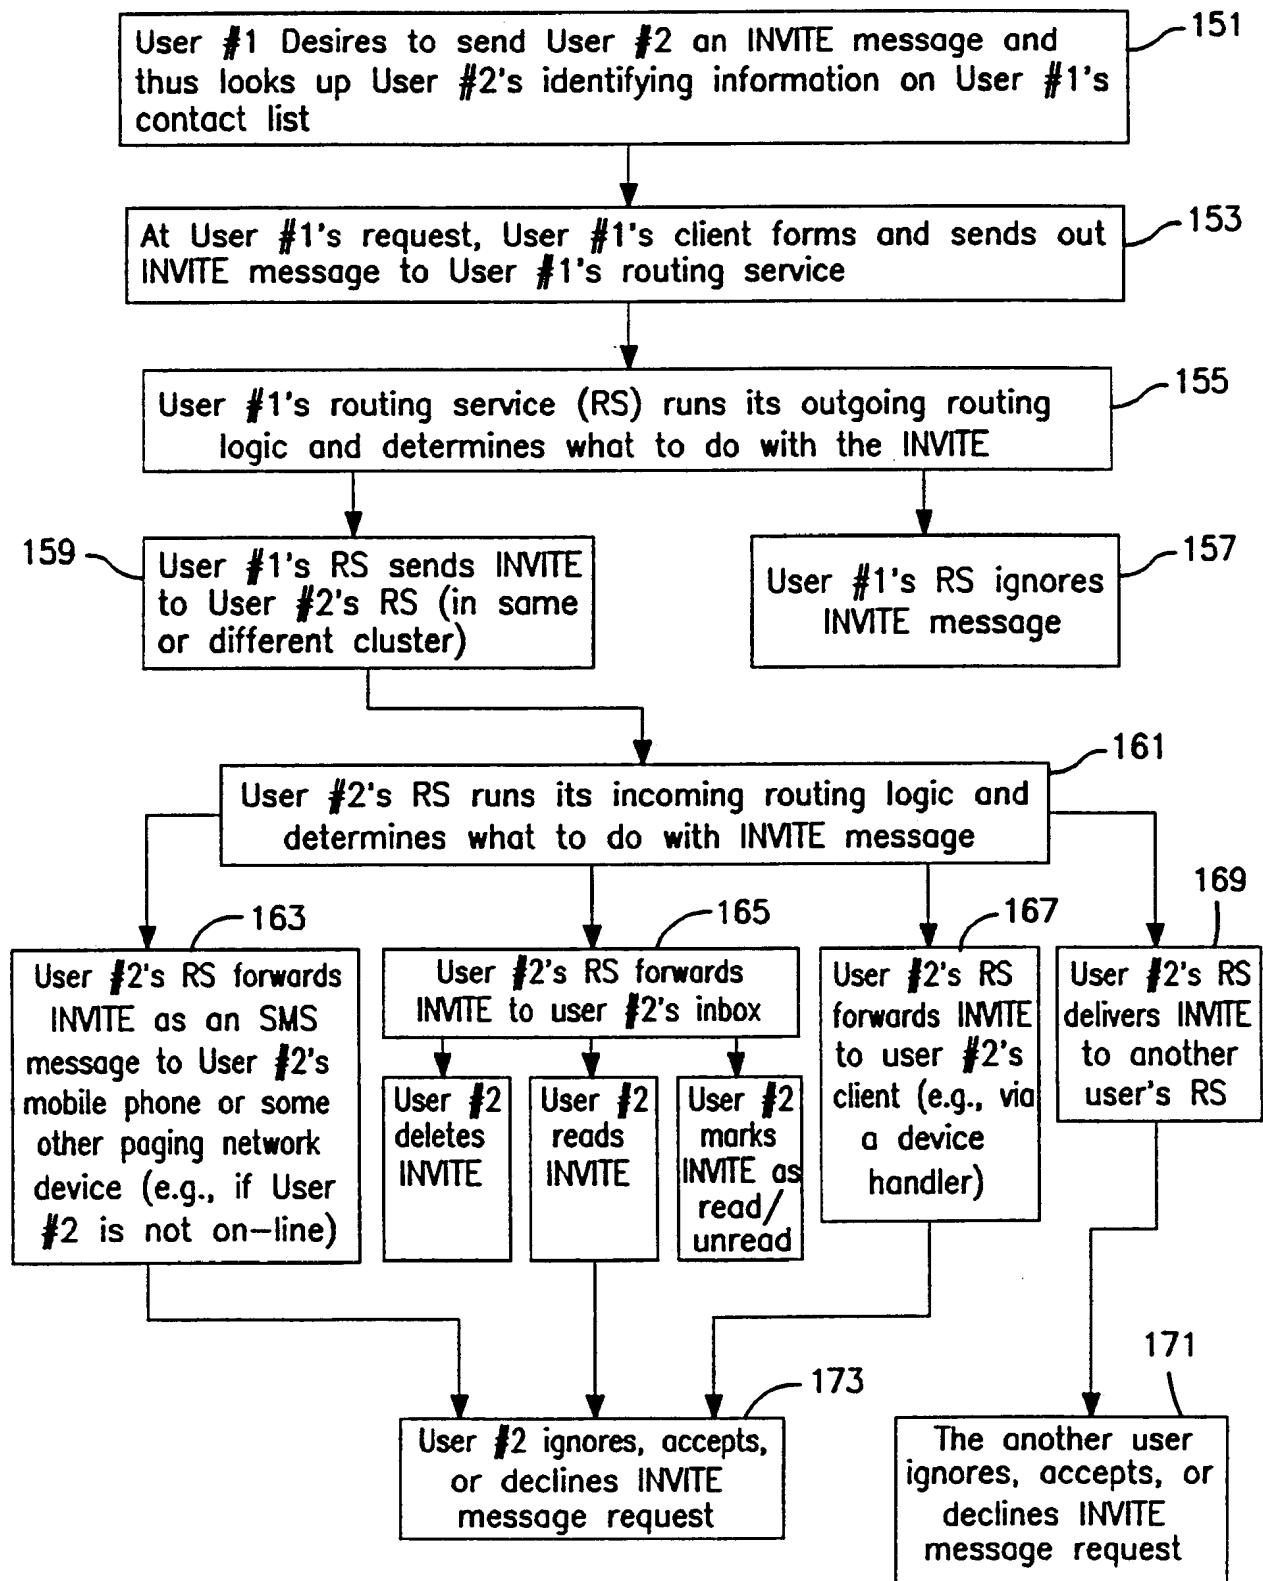 User #1 Desires to send User #2 an INVITE message and
thus looks up User #2's identifying information on User #1's
contact list
151
At User #1's request, User #1's client forms and sends out
INVITE message to User #1's routing service
153
User #1's routing service (RS) runs its outgoing routing
logic and determines what to do with the INVITE
155
159
User #1's RS sends INVITE
to User #2's RS (in same
or different cluster)
User #1's RS ignores
INVITE message
157
User #2's RS runs its incoming routing logic and
determines what to do with INVITE message
161
163
User #2's RS forwards
INVITE as an SMS
message to User #2's
mobile phone or some
other paging network
device (e.g., if User
#2 is not on-line)
165
User #2's RS forwards
INVITE to user #2's inbox
User #2
deletes
INVITE
User #2
reads
INVITE
User #2
marks
INVITE as
read/
unread
167
User #2's RS
forwards INVITE
to user #2's
client (e.g., via
a device
handler)
169
User #2's RS
delivers INVITE
to another
user's RS
173
User #2 ignores, accepts,
or declines INVITE
message request
171
The another user
ignores, accepts, or
declines INVITE
message request